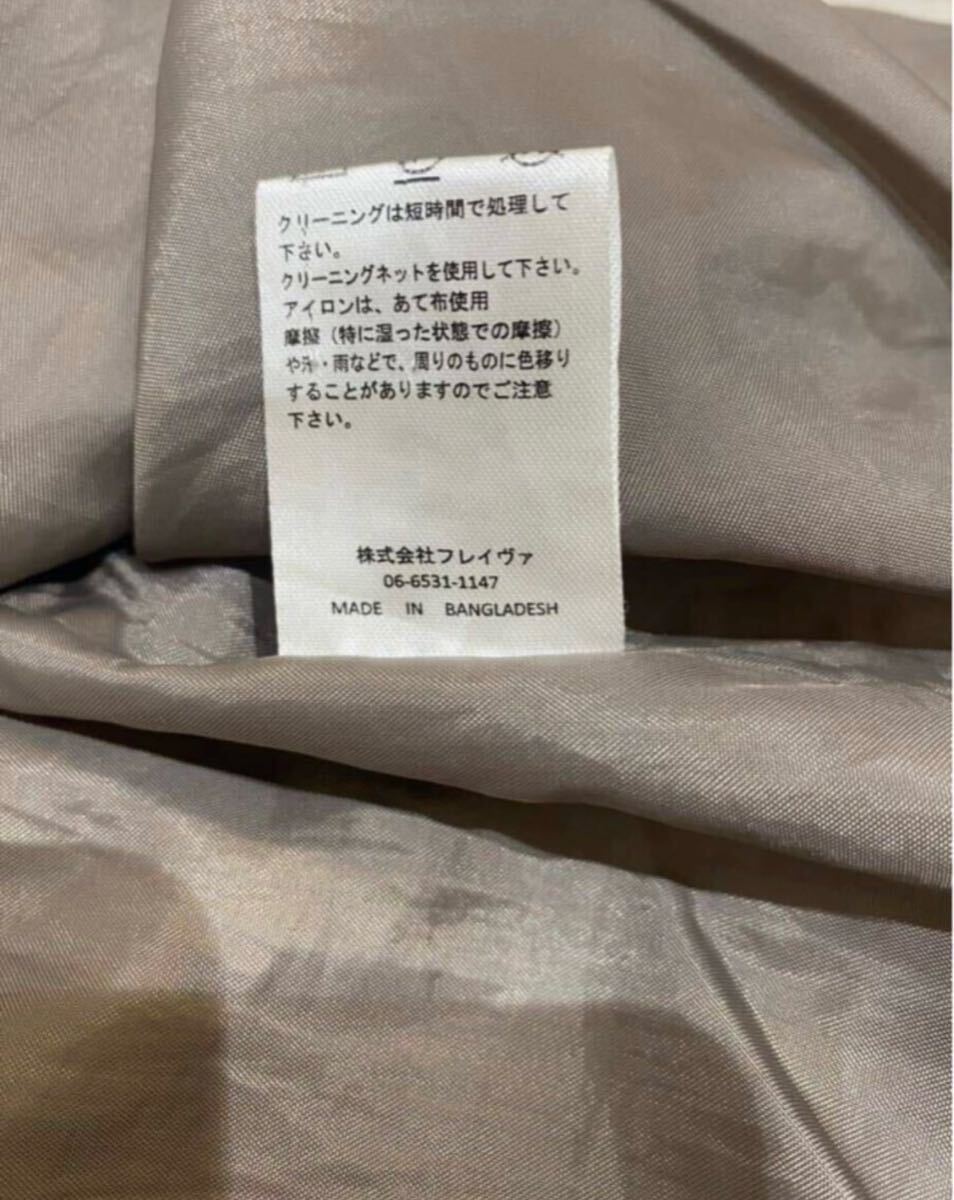 クリーニングは短時間で処理して
下さい。
クリーニングネットを使用して下さい。
アイロンは、あて布使用
摩擦（特に湿った状態での摩擦）
や汗・雨などで、周りのものに色移り
することがありますのでご注意
下さい。
株式会社フレイヴァ
06-6531-1147
MADE IN BANGLADESH